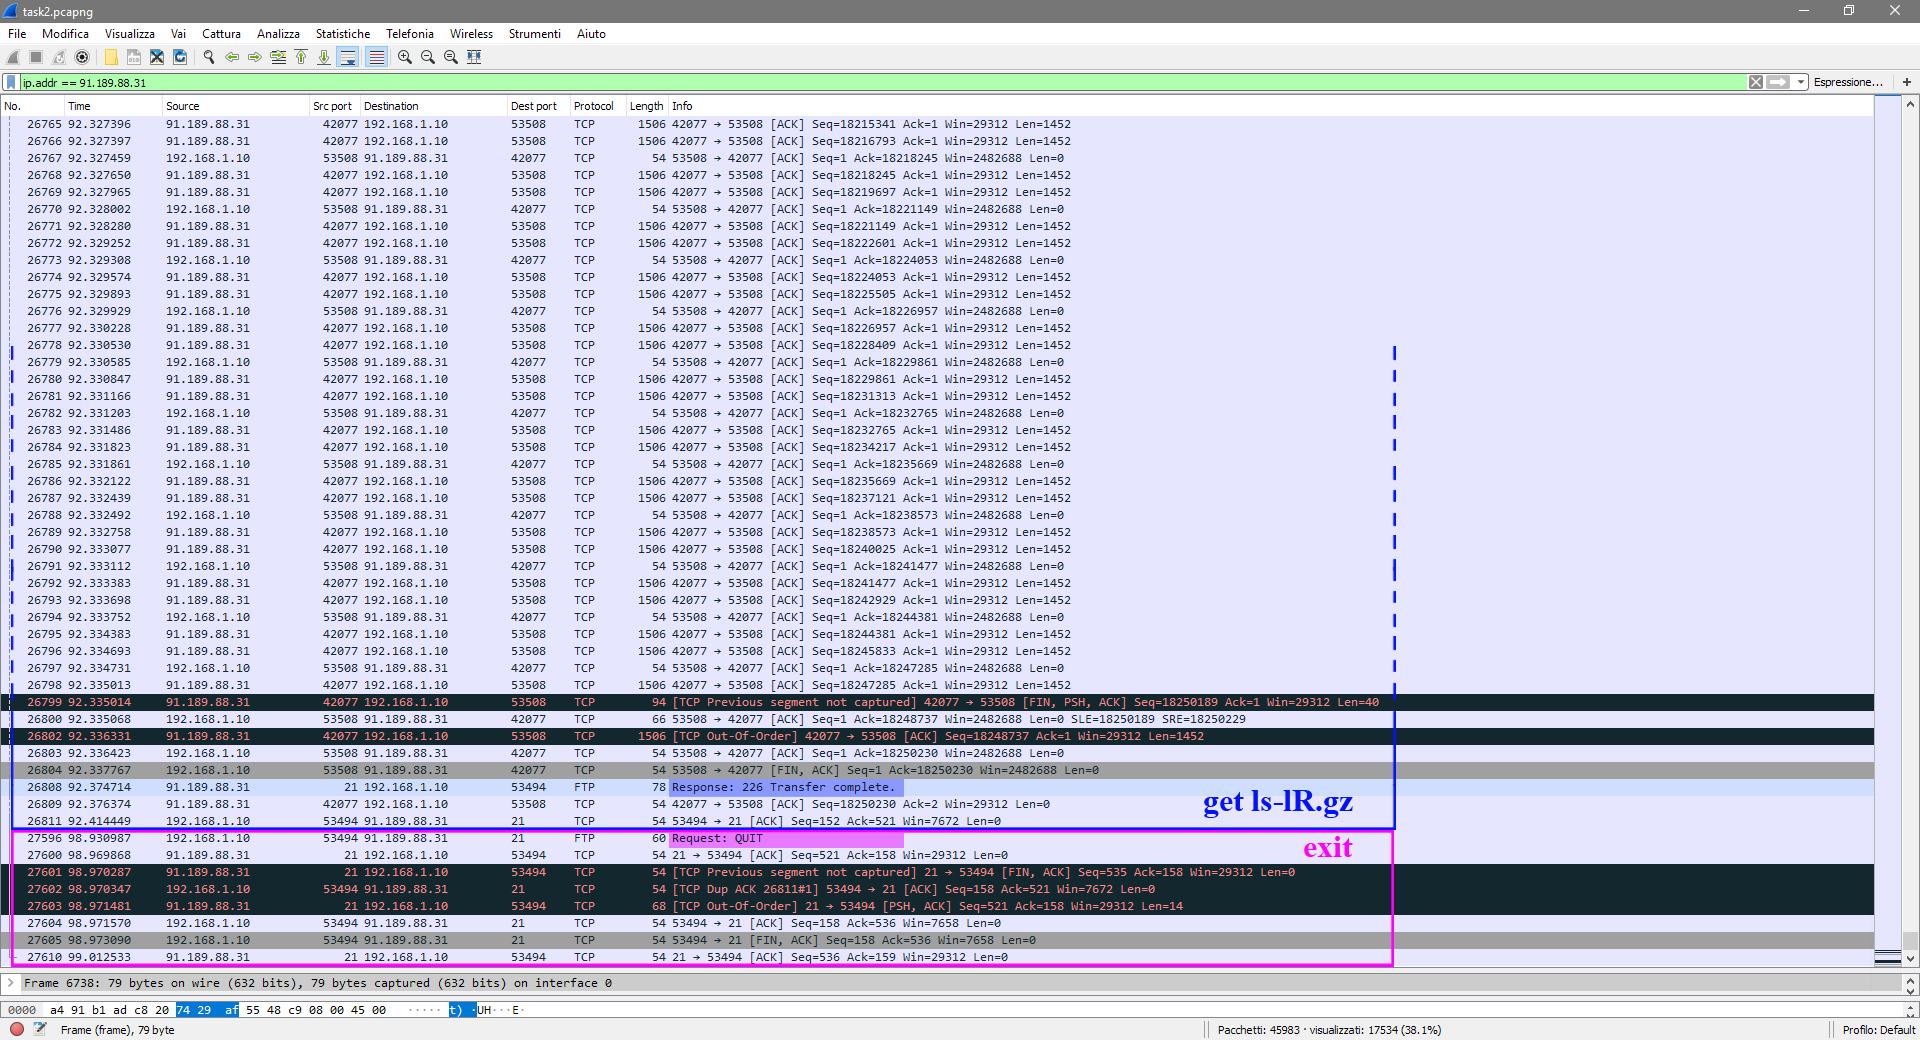 task2.pcapng
File Modifica Visualizza Vai Cattura Analizza Statistiche Telefonia Wireless Strumenti Aiuto
ip.addr == 91.189.88.31 Espressione… +
No. Time Source Src port Destination Dest port Protocol Length Info
26765 92.327396 91.189.88.31 42077 192.168.1.10 53508 TCP 1506 42077 → 53508 [ACK] Seq=18215341 Ack=1 Win=29312 Len=1452
26766 92.327397 91.189.88.31 42077 192.168.1.10 53508 TCP 1506 42077 → 53508 [ACK] Seq=18216793 Ack=1 Win=29312 Len=1452
26767 92.327459 192.168.1.10 53508 91.189.88.31 42077 TCP 54 53508 → 42077 [ACK] Seq=1 Ack=18218245 Win=2482688 Len=0
26768 92.327650 91.189.88.31 42077 192.168.1.10 53508 TCP 1506 42077 → 53508 [ACK] Seq=18218245 Ack=1 Win=29312 Len=1452
26769 92.327965 91.189.88.31 42077 192.168.1.10 53508 TCP 1506 42077 → 53508 [ACK] Seq=18219697 Ack=1 Win=29312 Len=1452
26770 92.328002 192.168.1.10 53508 91.189.88.31 42077 TCP 54 53508 → 42077 [ACK] Seq=1 Ack=18221149 Win=2482688 Len=0
26771 92.328280 91.189.88.31 42077 192.168.1.10 53508 TCP 1506 42077 → 53508 [ACK] Seq=18221149 Ack=1 Win=29312 Len=1452
26772 92.329252 91.189.88.31 42077 192.168.1.10 53508 TCP 1506 42077 → 53508 [ACK] Seq=18222601 Ack=1 Win=29312 Len=1452
26773 92.329308 192.168.1.10 53508 91.189.88.31 42077 TCP 54 53508 → 42077 [ACK] Seq=1 Ack=18224053 Win=2482688 Len=0
26774 92.329574 91.189.88.31 42077 192.168.1.10 53508 TCP 1506 42077 → 53508 [ACK] Seq=18224053 Ack=1 Win=29312 Len=1452
26775 92.329893 91.189.88.31 42077 192.168.1.10 53508 TCP 1506 42077 → 53508 [ACK] Seq=18225505 Ack=1 Win=29312 Len=1452
26776 92.329929 192.168.1.10 53508 91.189.88.31 42077 TCP 54 53508 → 42077 [ACK] Seq=1 Ack=18226957 Win=2482688 Len=0
26777 92.330228 91.189.88.31 42077 192.168.1.10 53508 TCP 1506 42077 → 53508 [ACK] Seq=18226957 Ack=1 Win=29312 Len=1452
26778 92.330530 91.189.88.31 42077 192.168.1.10 53508 TCP 1506 42077 → 53508 [ACK] Seq=18228409 Ack=1 Win=29312 Len=1452
26779 92.330585 192.168.1.10 53508 91.189.88.31 42077 TCP 54 53508 → 42077 [ACK] Seq=1 Ack=18229861 Win=2482688 Len=0
26780 92.330847 91.189.88.31 42077 192.168.1.10 53508 TCP 1506 42077 → 53508 [ACK] Seq=18229861 Ack=1 Win=29312 Len=1452
26781 92.331166 91.189.88.31 42077 192.168.1.10 53508 TCP 1506 42077 → 53508 [ACK] Seq=18231313 Ack=1 Win=29312 Len=1452
26782 92.331203 192.168.1.10 53508 91.189.88.31 42077 TCP 54 53508 → 42077 [ACK] Seq=1 Ack=18232765 Win=2482688 Len=0
26783 92.331486 91.189.88.31 42077 192.168.1.10 53508 TCP 1506 42077 → 53508 [ACK] Seq=18232765 Ack=1 Win=29312 Len=1452
26784 92.331823 91.189.88.31 42077 192.168.1.10 53508 TCP 1506 42077 → 53508 [ACK] Seq=18234217 Ack=1 Win=29312 Len=1452
26785 92.331861 192.168.1.10 53508 91.189.88.31 42077 TCP 54 53508 → 42077 [ACK] Seq=1 Ack=18235669 Win=2482688 Len=0
26786 92.332122 91.189.88.31 42077 192.168.1.10 53508 TCP 1506 42077 → 53508 [ACK] Seq=18235669 Ack=1 Win=29312 Len=1452
26787 92.332439 91.189.88.31 42077 192.168.1.10 53508 TCP 1506 42077 → 53508 [ACK] Seq=18237121 Ack=1 Win=29312 Len=1452
26788 92.332492 192.168.1.10 53508 91.189.88.31 42077 TCP 54 53508 → 42077 [ACK] Seq=1 Ack=18238573 Win=2482688 Len=0
26789 92.332758 91.189.88.31 42077 192.168.1.10 53508 TCP 1506 42077 → 53508 [ACK] Seq=18238573 Ack=1 Win=29312 Len=1452
26790 92.333077 91.189.88.31 42077 192.168.1.10 53508 TCP 1506 42077 → 53508 [ACK] Seq=18240025 Ack=1 Win=29312 Len=1452
26791 92.333112 192.168.1.10 53508 91.189.88.31 42077 TCP 54 53508 → 42077 [ACK] Seq=1 Ack=18241477 Win=2482688 Len=0
26792 92.333383 91.189.88.31 42077 192.168.1.10 53508 TCP 1506 42077 → 53508 [ACK] Seq=18241477 Ack=1 Win=29312 Len=1452
26793 92.333698 91.189.88.31 42077 192.168.1.10 53508 TCP 1506 42077 → 53508 [ACK] Seq=18242929 Ack=1 Win=29312 Len=1452
26794 92.333752 192.168.1.10 53508 91.189.88.31 42077 TCP 54 53508 → 42077 [ACK] Seq=1 Ack=18244381 Win=2482688 Len=0
26795 92.334383 91.189.88.31 42077 192.168.1.10 53508 TCP 1506 42077 → 53508 [ACK] Seq=18244381 Ack=1 Win=29312 Len=1452
26796 92.334693 91.189.88.31 42077 192.168.1.10 53508 TCP 1506 42077 → 53508 [ACK] Seq=18245833 Ack=1 Win=29312 Len=1452
26797 92.334731 192.168.1.10 53508 91.189.88.31 42077 TCP 54 53508 → 42077 [ACK] Seq=1 Ack=18247285 Win=2482688 Len=0
26798 92.335013 91.189.88.31 42077 192.168.1.10 53508 TCP 1506 42077 → 53508 [ACK] Seq=18247285 Ack=1 Win=29312 Len=1452
26799 92.335014 91.189.88.31 42077 192.168.1.10 53508 TCP 94 [TCP Previous segment not captured] 42077 → 53508 [FIN, PSH, ACK] Seq=18250189 Ack=1 Win=29312 Len=40
26800 92.335068 192.168.1.10 53508 91.189.88.31 42077 TCP 66 53508 → 42077 [ACK] Seq=1 Ack=18248737 Win=2482688 Len=0 SLE=18250189 SRE=18250229
26802 92.336331 91.189.88.31 42077 192.168.1.10 53508 TCP 1506 [TCP Out-Of-Order] 42077 → 53508 [ACK] Seq=18248737 Ack=1 Win=29312 Len=1452
26803 92.336423 192.168.1.10 53508 91.189.88.31 42077 TCP 54 53508 → 42077 [ACK] Seq=1 Ack=18250230 Win=2482688 Len=0
26804 92.337767 192.168.1.10 53508 91.189.88.31 42077 TCP 54 53508 → 42077 [FIN, ACK] Seq=1 Ack=18250230 Win=2482688 Len=0
26808 92.374714 91.189.88.31 21 192.168.1.10 53494 FTP 78 Response: 226 Transfer complete.
26809 92.376374 91.189.88.31 42077 192.168.1.10 53508 TCP 54 42077 → 53508 [ACK] Seq=18250230 Ack=2 Win=29312 Len=0
get ls-lR.gz
26811 92.414449 192.168.1.10 53494 91.189.88.31 21 TCP 54 53494 → 21 [ACK] Seq=152 Ack=521 Win=7672 Len=0
27596 98.930987 192.168.1.10 53494 91.189.88.31 21 FTP 60 Request: QUIT
exit
27600 98.969868 91.189.88.31 21 192.168.1.10 53494 TCP 54 21 → 53494 [ACK] Seq=521 Ack=158 Win=29312 Len=0
27601 98.970287 91.189.88.31 21 192.168.1.10 53494 TCP 54 [TCP Previous segment not captured] 21 → 53494 [FIN, ACK] Seq=535 Ack=158 Win=29312 Len=0
27602 98.970347 192.168.1.10 53494 91.189.88.31 21 TCP 54 [TCP Dup ACK 26811#1] 53494 → 21 [ACK] Seq=158 Ack=521 Win=7672 Len=0
27603 98.971481 91.189.88.31 21 192.168.1.10 53494 TCP 68 [TCP Out-Of-Order] 21 → 53494 [PSH, ACK] Seq=521 Ack=158 Win=29312 Len=14
27604 98.971570 192.168.1.10 53494 91.189.88.31 21 TCP 54 53494 → 21 [ACK] Seq=158 Ack=536 Win=7658 Len=0
27605 98.973090 192.168.1.10 53494 91.189.88.31 21 TCP 54 53494 → 21 [FIN, ACK] Seq=158 Ack=536 Win=7658 Len=0
27610 99.012533 91.189.88.31 21 192.168.1.10 53494 TCP 54 21 → 53494 [ACK] Seq=536 Ack=159 Win=29312 Len=0
Frame 6738: 79 bytes on wire (632 bits), 79 bytes captured (632 bits) on interface 0
0000 a4 91 b1 ad c8 20 74 29 af 55 48 c9 08 00 45 00 ····· t) ·UH···E·
Frame (frame), 79 byte Pacchetti: 45983 · visualizzati: 17534 (38.1%) Profilo: Default